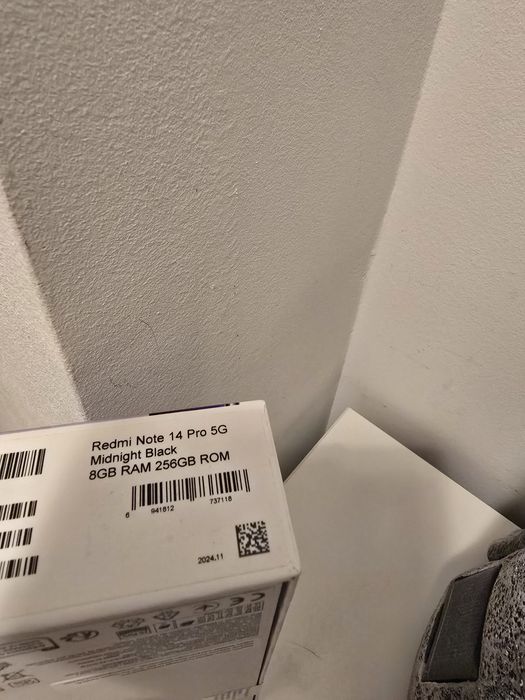 Redmi Note 14 Pro 5G
Midnight Black
8GB RAM 256GB ROM
6 941812 737118
2024.11